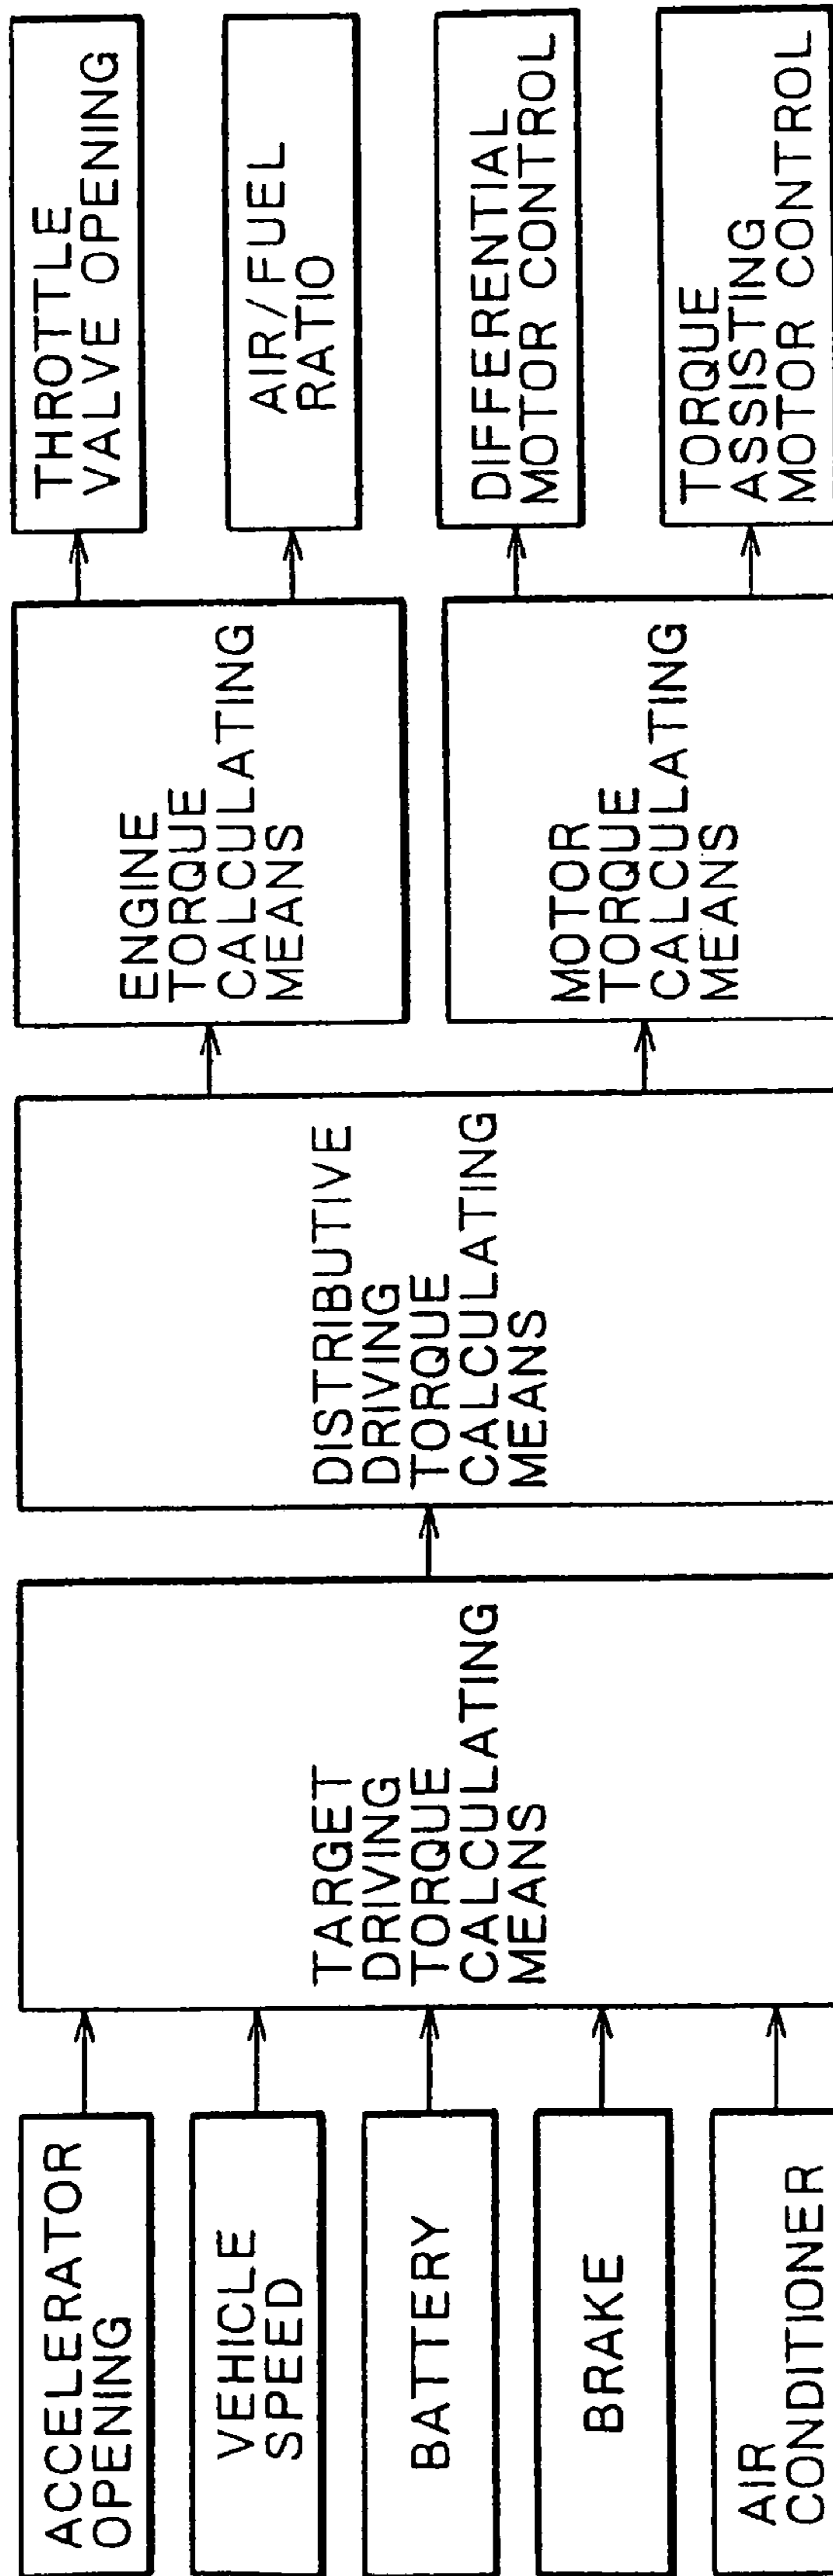 ACCELERATOR
OPENING
VEHICLE
SPEED
BATTERY
BRAKE
AIR
CONDITIONER
TARGET
DRIVING
TORQUE
CALCULATING
MEANS
DISTRIBUTIVE
DRIVING
TORQUE
CALCULATING
MEANS
ENGINE
TORQUE
CALCULATING
MEANS
MOTOR
TORQUE
CALCULATING
MEANS
THROTTLE
VALVE OPENING
AIR/FUEL
RATIO
DIFFERENTIAL
MOTOR CONTROL
TORQUE
ASSISTING
MOTOR CONTROL